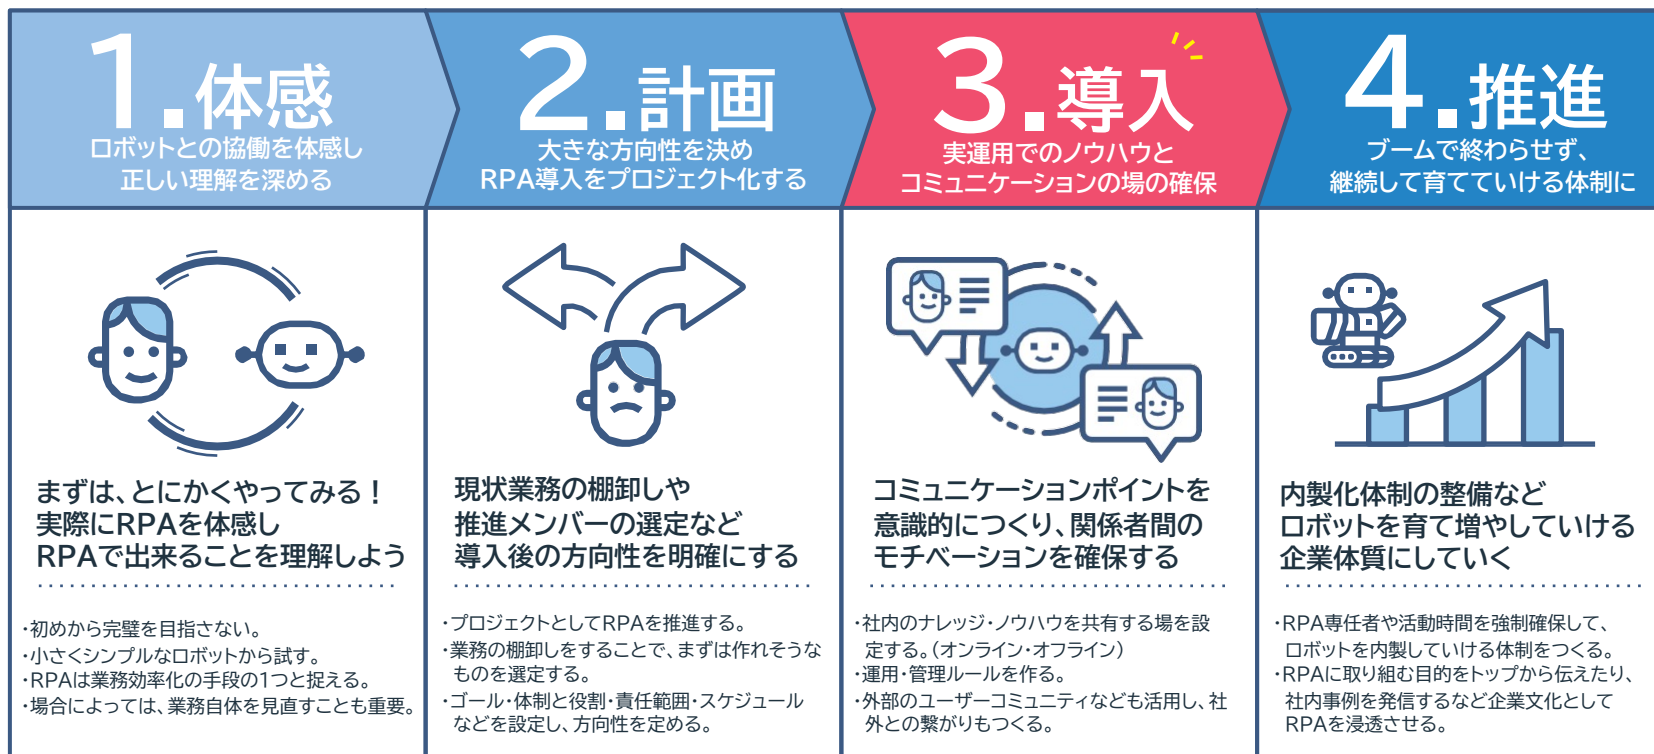 1.体感
ロボットとの協働を体感し
正しい理解を深める
まずは、とにかくやってみる！
実際にRPAを体感し
RPAで出来ることを理解しよう
・初めから完璧を目指さない。
・小さくシンプルなロボットから試す。
・RPAは業務効率化の手段の1つと捉える。
・場合によっては、業務自体を見直すことも重要。
2.計画
大きな方向性を決め
RPA導入をプロジェクト化する
現状業務の棚卸しや
推進メンバーの選定など
導入後の方向性を明確にする
・プロジェクトとしてRPAを推進する。
・業務の棚卸しをすることで、まずは作れそうな
ものを選定する。
・ゴール・体制と役割・責任範囲・スケジュール
などを設定し、方向性を定める。
3.導入
実運用でのノウハウと
コミュニケーションの場の確保
コミュニケーションポイントを
意識的につくり、関係者間の
モチベーションを確保する
・社内のナレッジ・ノウハウを共有する場を設
定する。(オンライン・オフライン)
・運用・管理ルールを作る。
・外部のユーザーコミュニティなども活用し、社
外との繋がりもつくる。
4.推進
ブームで終わらせず、
継続して育てていける体制に
内製化体制の整備など
ロボットを育て増やしていける
企業体質にしていく
・RPA専任者や活動時間を強制確保して、
ロボットを内製していける体制をつくる。
・RPAに取り組む目的をトップから伝えたり、
社内事例を発信するなど企業文化として
RPAを浸透させる。